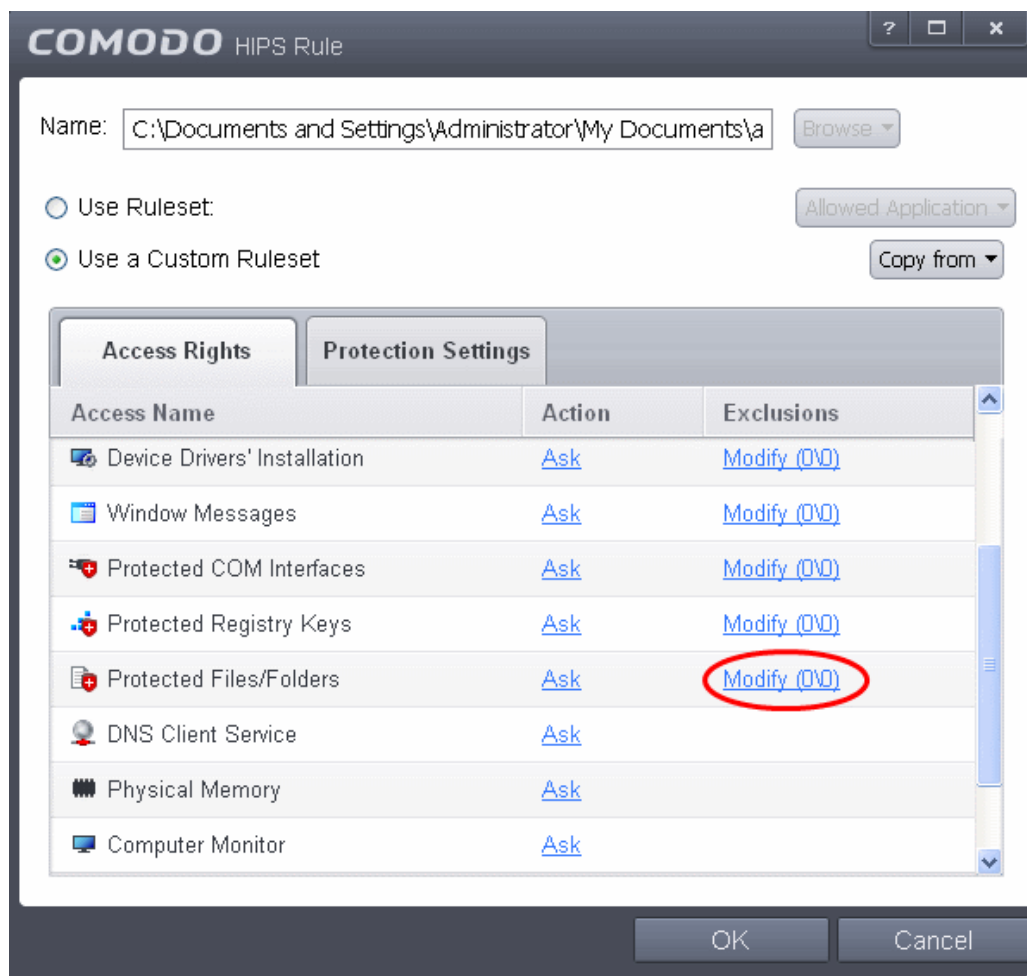 COMODO HIPS Rule ?
Name: C:\Documents and Settings\Administrator\My Documents\a Browse
Use Ruleset: Allowed Application
Use a Custom Ruleset Copy from
Access Rights Protection Settings
Access Name Action Exclusions
Device Drivers' Installation Ask Modify (0\0)
Window Messages Ask Modify (0\0)
Protected COM Interfaces Ask Modify (0\0)
Protected Registry Keys Ask Modify (0\0)
Protected Files/Folders Ask Modify (0\0)
DNS Client Service Ask
Physical Memory Ask
Computer Monitor Ask
OK Cancel